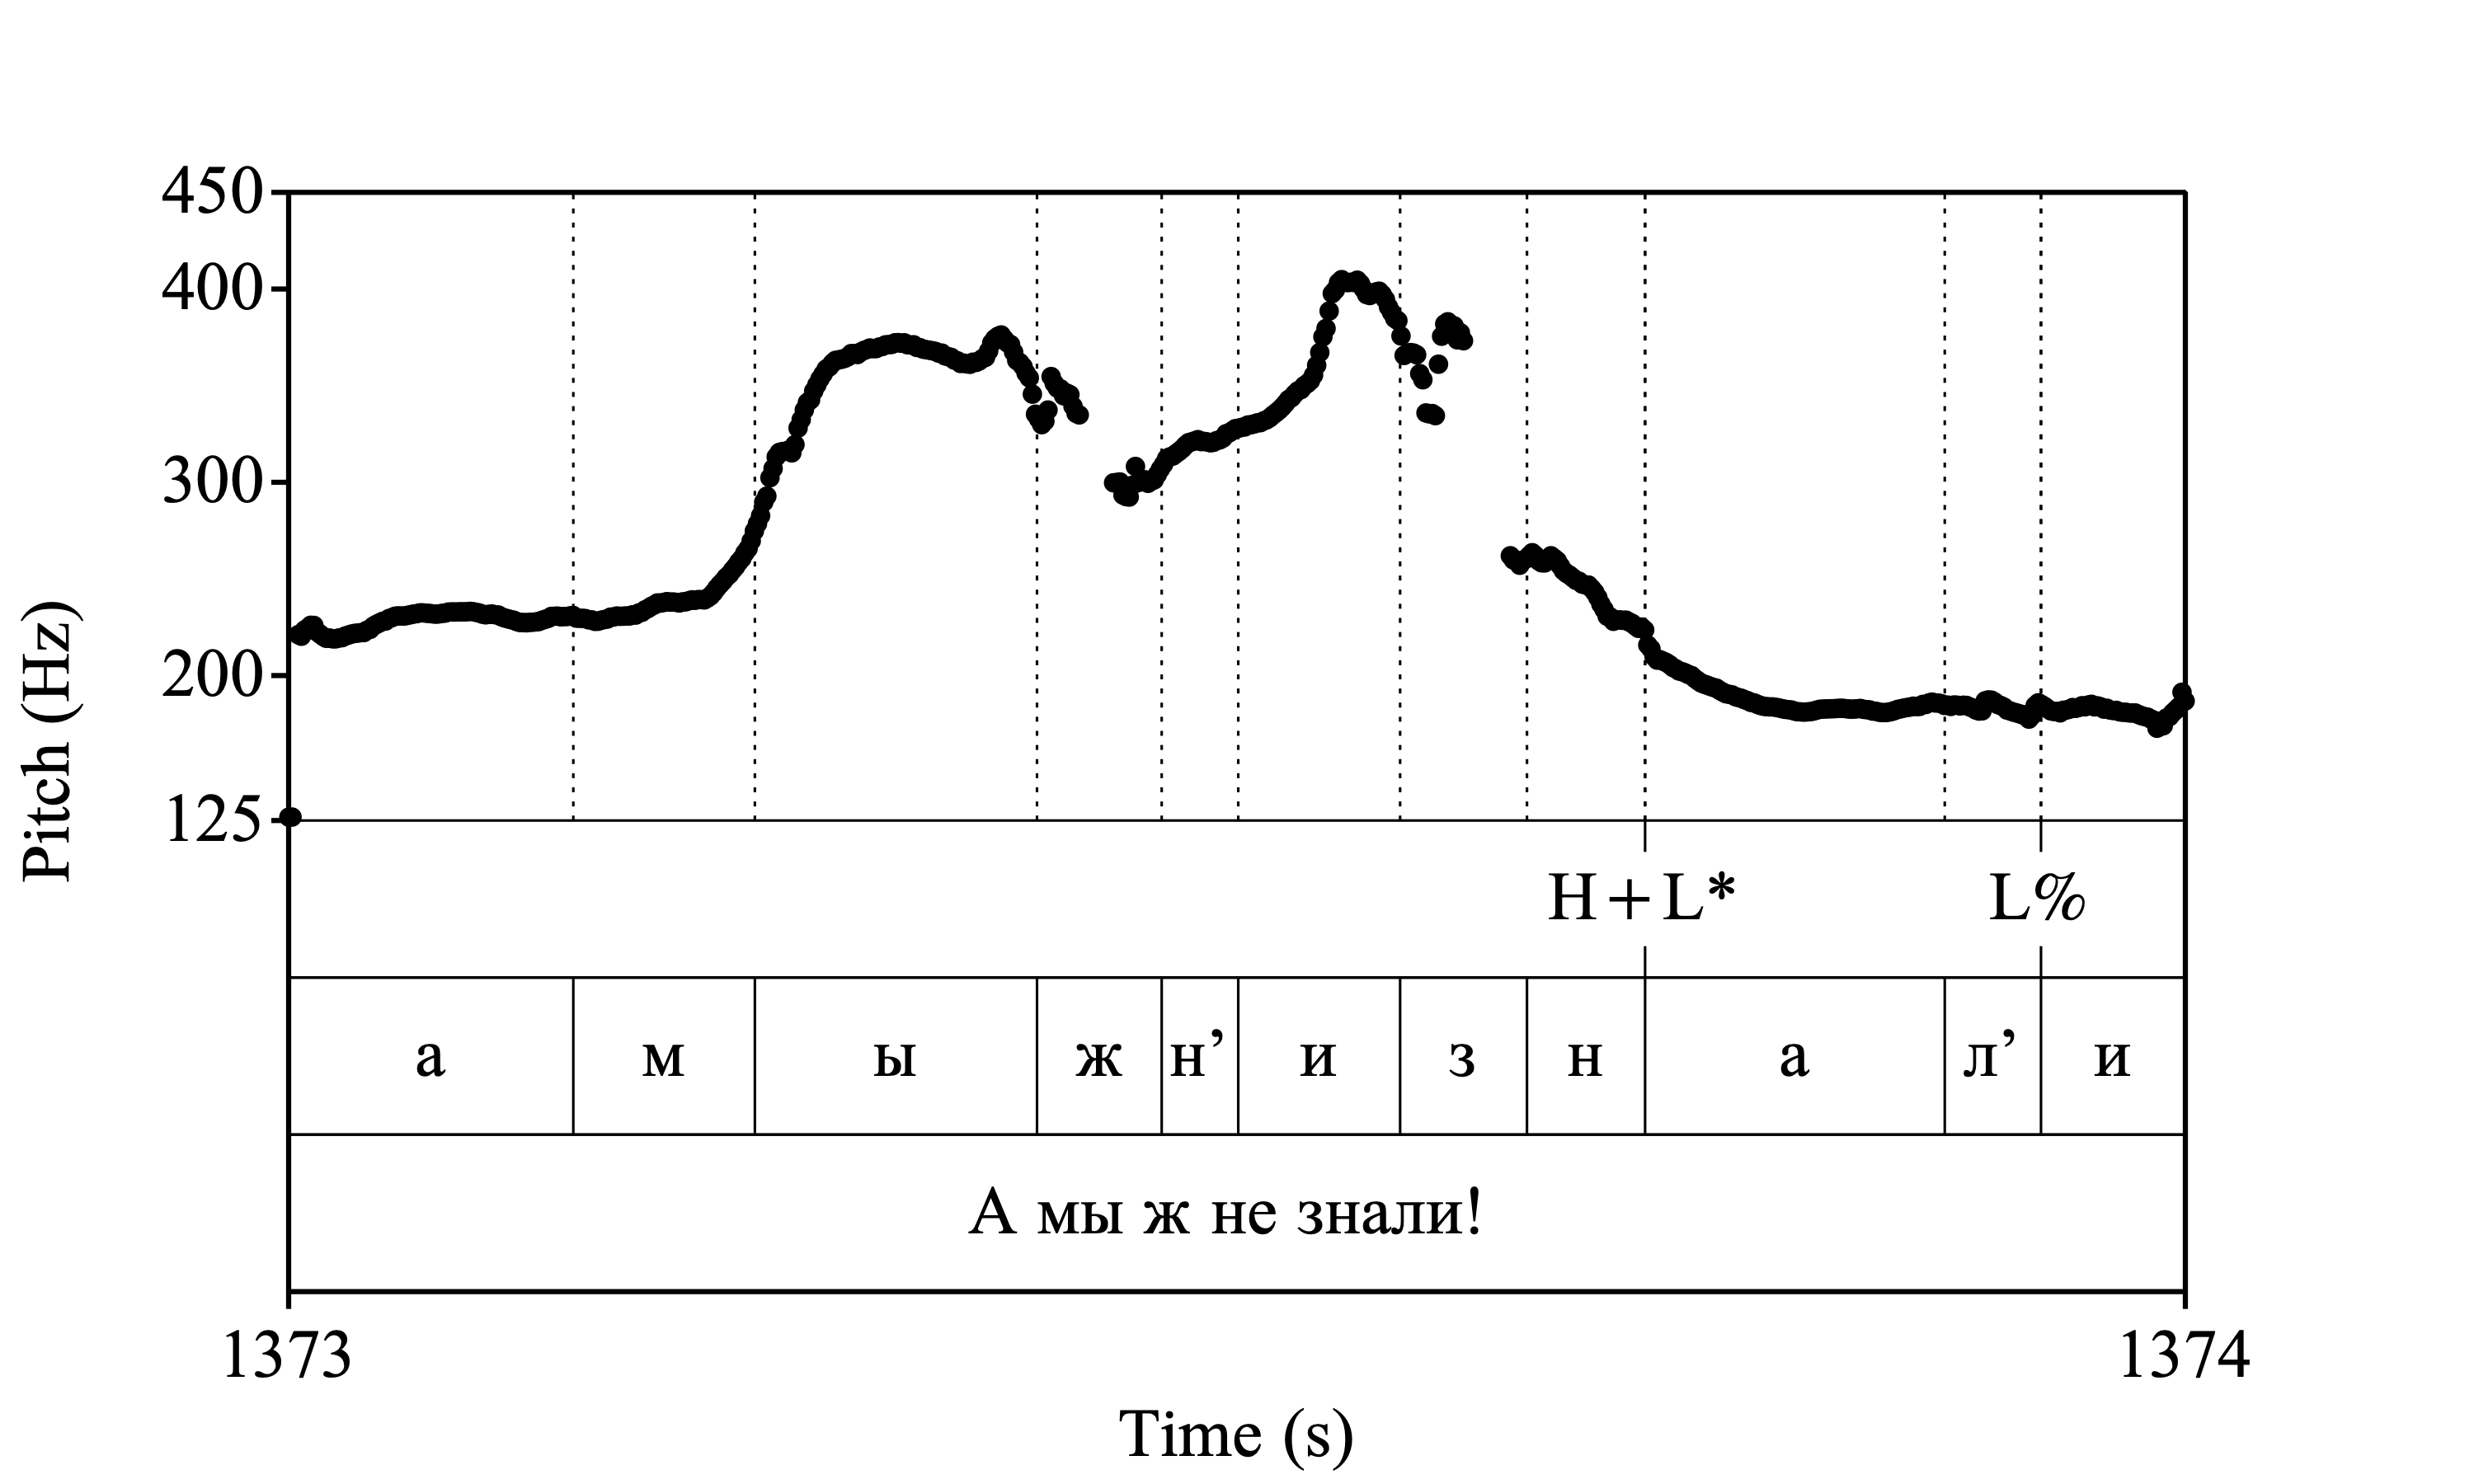 Pitch (Hz)
450
400
300
200
125
H+L* L%
а м ы ж н’ и з н а л’ и
А мы ж не знали!
1373 1374
Time (s)